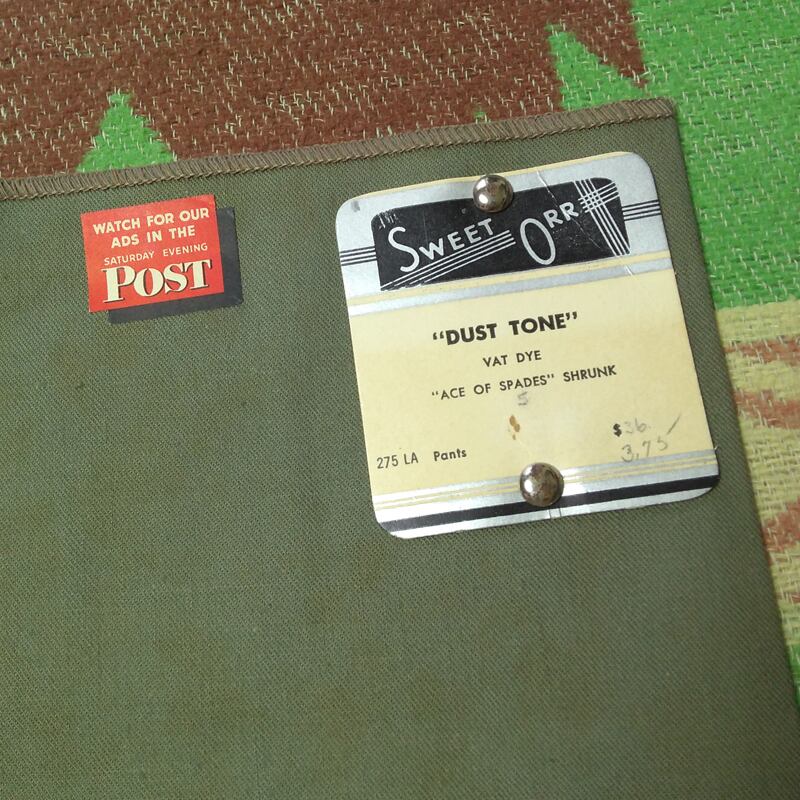 WATCH FOR OUR
ADS IN THE
SATURDAY EVENING
POST
SWEET ORR
"DUST TONE"
VAT DYE
"ACE OF SPADES" SHRUNK
5
275 LA Pants $36.
3.75